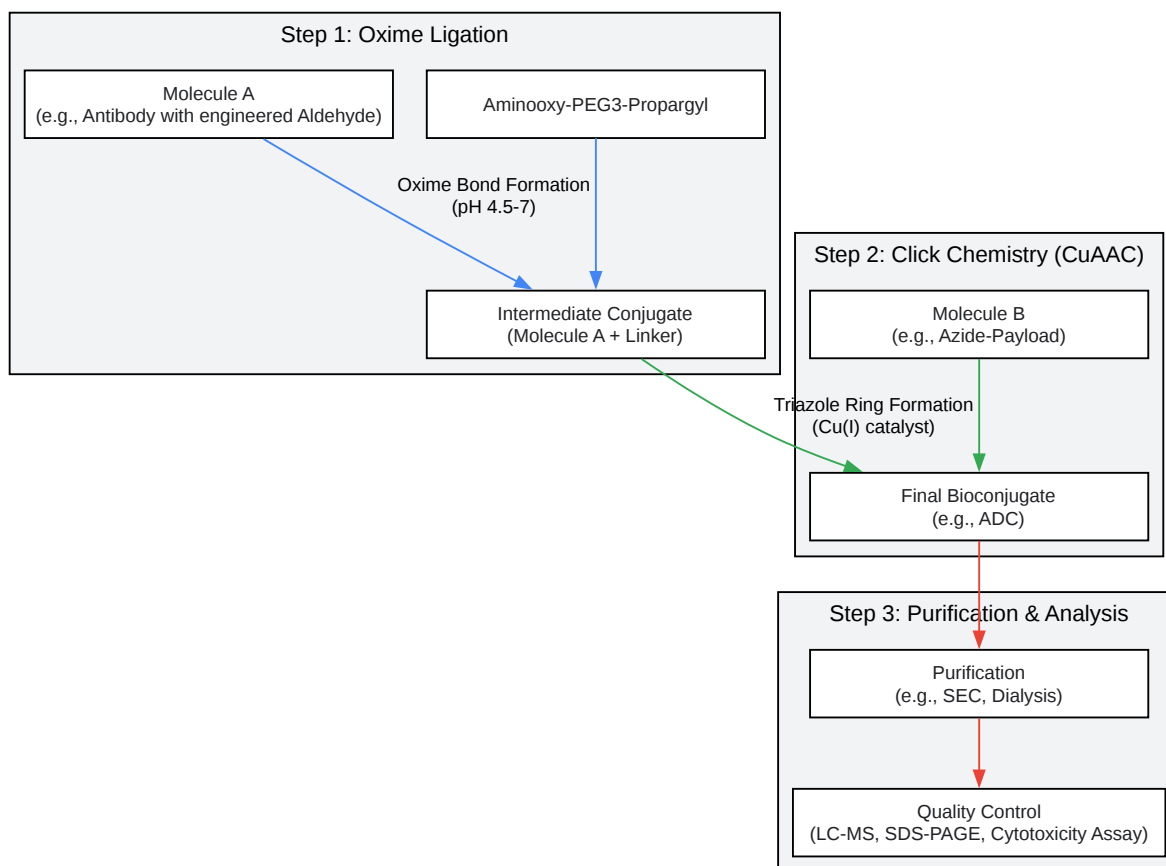 Step 1: Oxime Ligation
Molecule A
(e.g., Antibody with engineered Aldehyde)
Aminooxy-PEG3-Propargyl
Oxime Bond Formation
(pH 4.5-7)
Intermediate Conjugate
(Molecule A + Linker)
Step 2: Click Chemistry (CuAAC)
Molecule B
(e.g., Azide-Payload)
Triazole Ring Formation
(Cu(I) catalyst)
Final Bioconjugate
(e.g., ADC)
Step 3: Purification & Analysis
Purification
(e.g., SEC, Dialysis)
Quality Control
(LC-MS, SDS-PAGE, Cytotoxicity Assay)